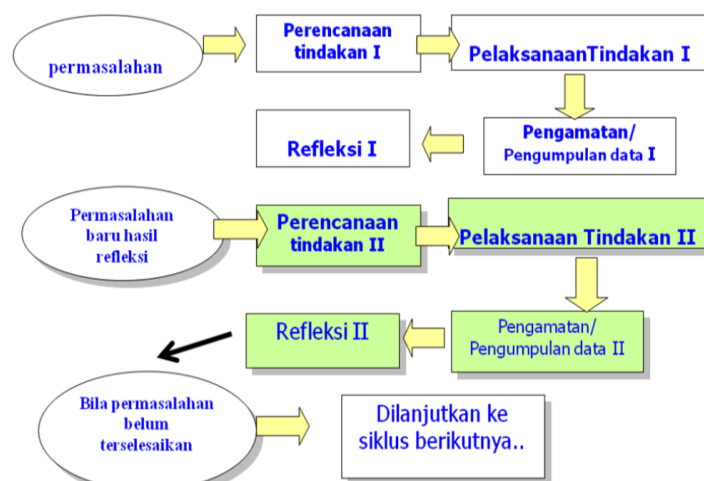 permasalahan
Perencanaan
tindakan I
PelaksanaanTindakan I
Pengamatan/
Pengumpulan data I
Refleksi I
Permasalahan
baru hasil
refleksi
Perencanaan
tindakan II
Pelaksanaan Tindakan II
Pengamatan/
Pengumpulan data II
Refleksi II
Bila permasalahan
belum
terselesaikan
Dilanjutkan ke
siklus berikutnya..